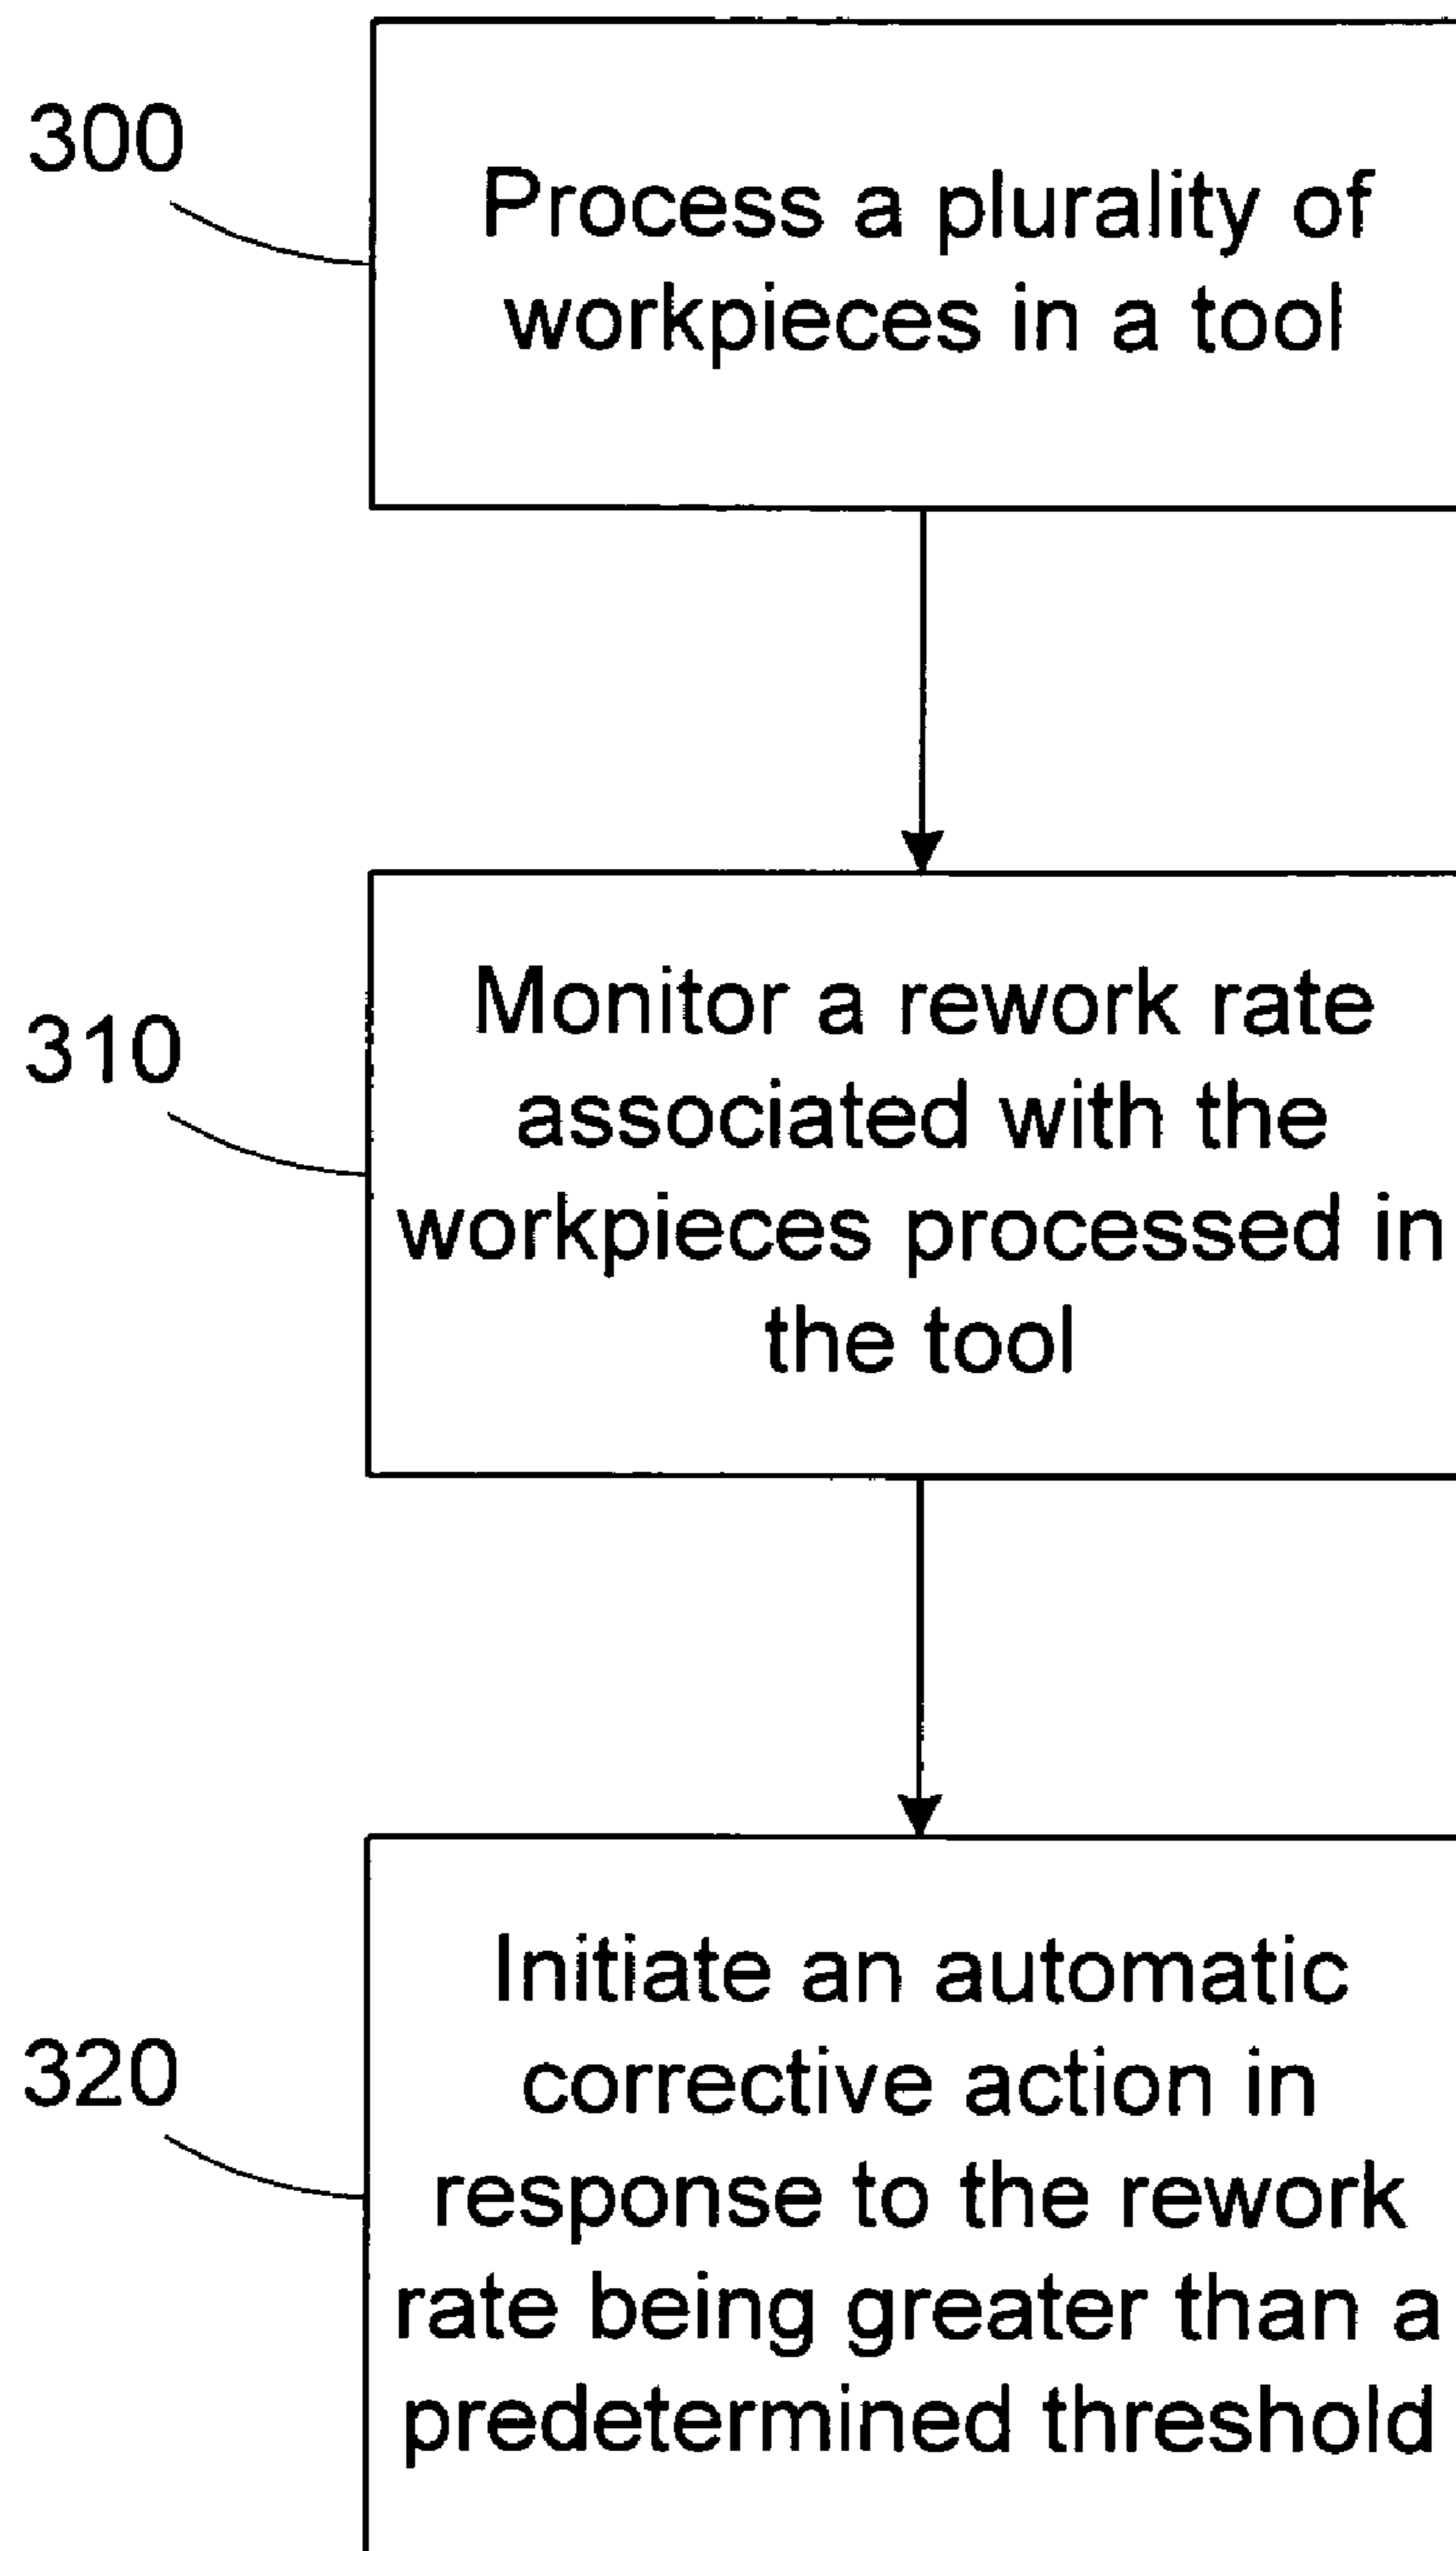 300
Process a plurality of
workpieces in a tool
310
Monitor a rework rate
associated with the
workpieces processed in
the tool
320
Initiate an automatic
corrective action in
response to the rework
rate being greater than a
predetermined threshold